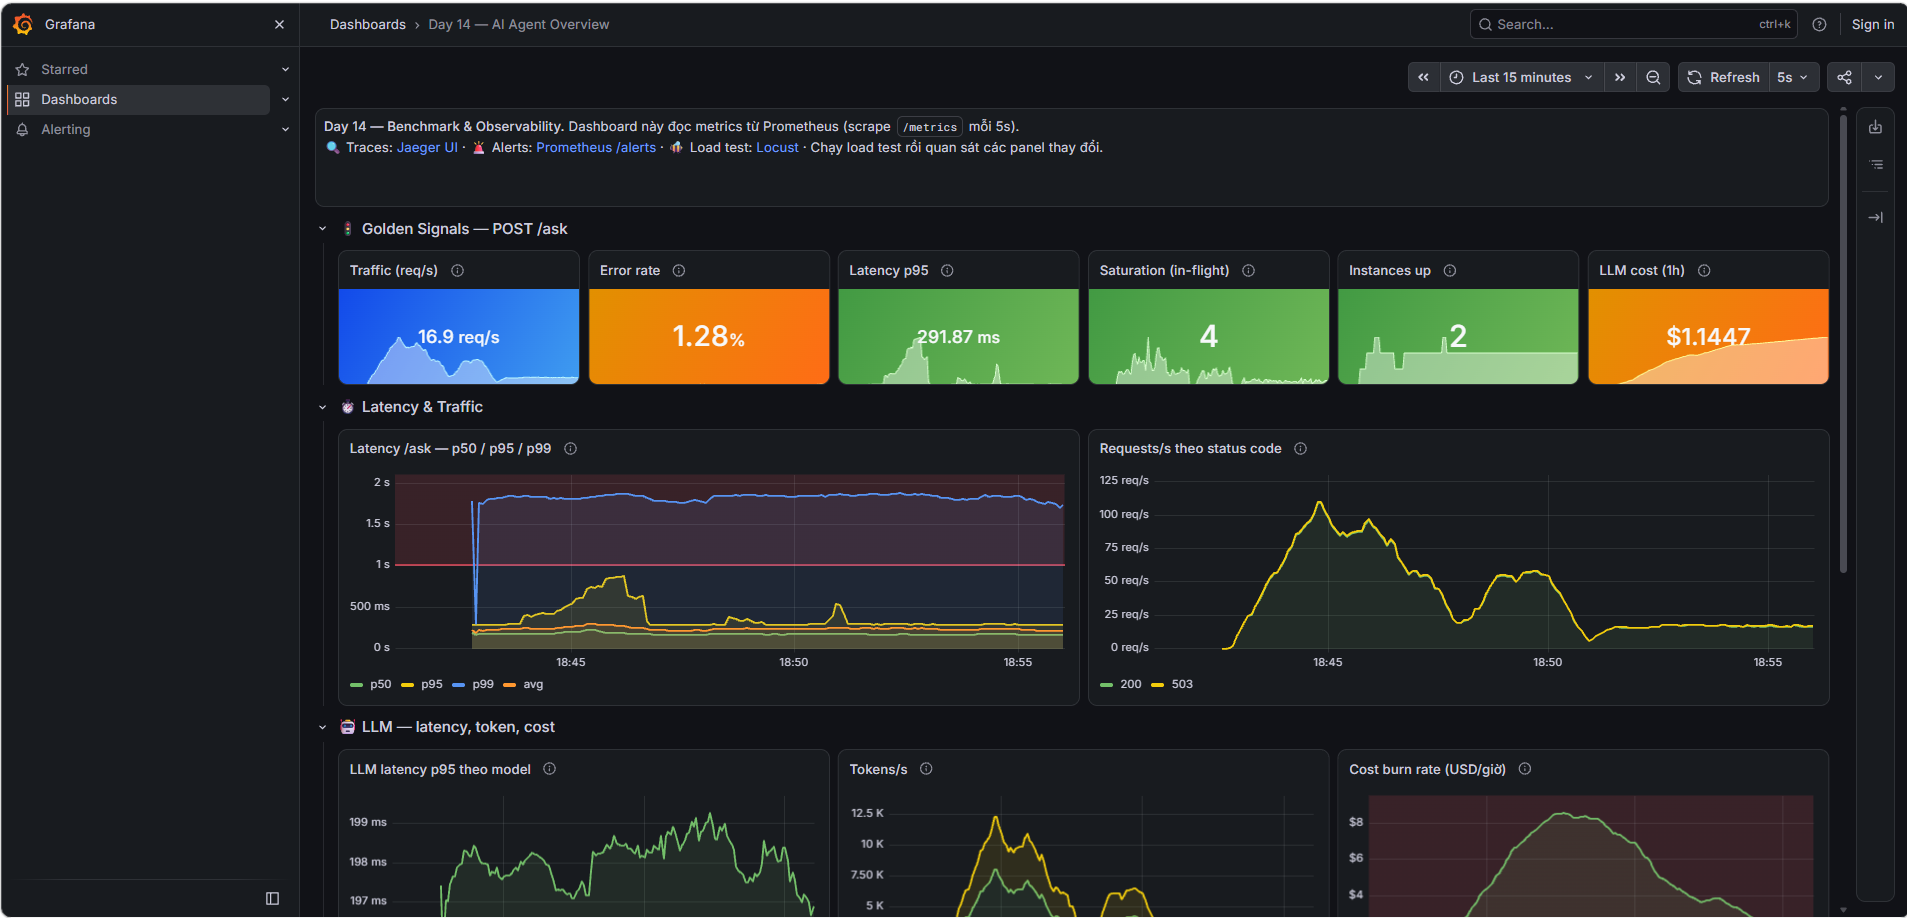 Grafana
Dashboards › Day 14 — AI Agent Overview
Search...
ctrl+k
Sign in
Starred
Dashboards
Alerting
Last 15 minutes
Refresh
5s
Day 14 — Benchmark & Observability. Dashboard này đọc metrics từ Prometheus (scrape /metrics mỗi 5s).
Traces: Jaeger UI · Alerts: Prometheus /alerts · Load test: Locust · Chạy load test rồi quan sát các panel thay đổi.
Golden Signals — POST /ask
Traffic (req/s)
16.9 req/s
Error rate
1.28%
Latency p95
291.87 ms
Saturation (in-flight)
4
Instances up
2
LLM cost (1h)
$1.1447
Latency & Traffic
Latency /ask — p50 / p95 / p99
2 s
1.5 s
1 s
500 ms
0 s
18:45
18:50
18:55
p50
p95
p99
avg
Requests/s theo status code
125 req/s
100 req/s
75 req/s
50 req/s
25 req/s
0 req/s
18:45
18:50
18:55
200
503
LLM — latency, token, cost
LLM latency p95 theo model
199 ms
198 ms
197 ms
Tokens/s
12.5 K
10 K
7.50 K
5 K
Cost burn rate (USD/giờ)
$8
$6
$4